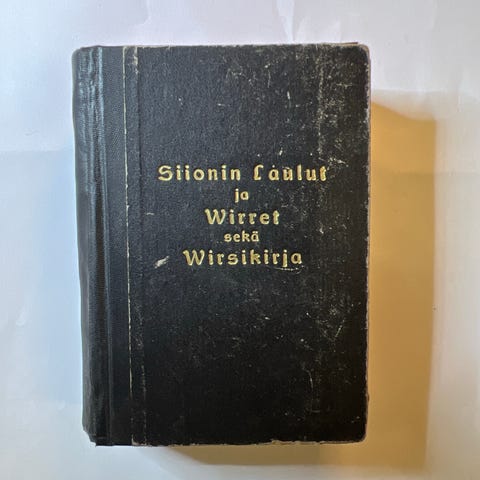 Siionin Laulut
ja
Wirret
sekä
Wirsikirja